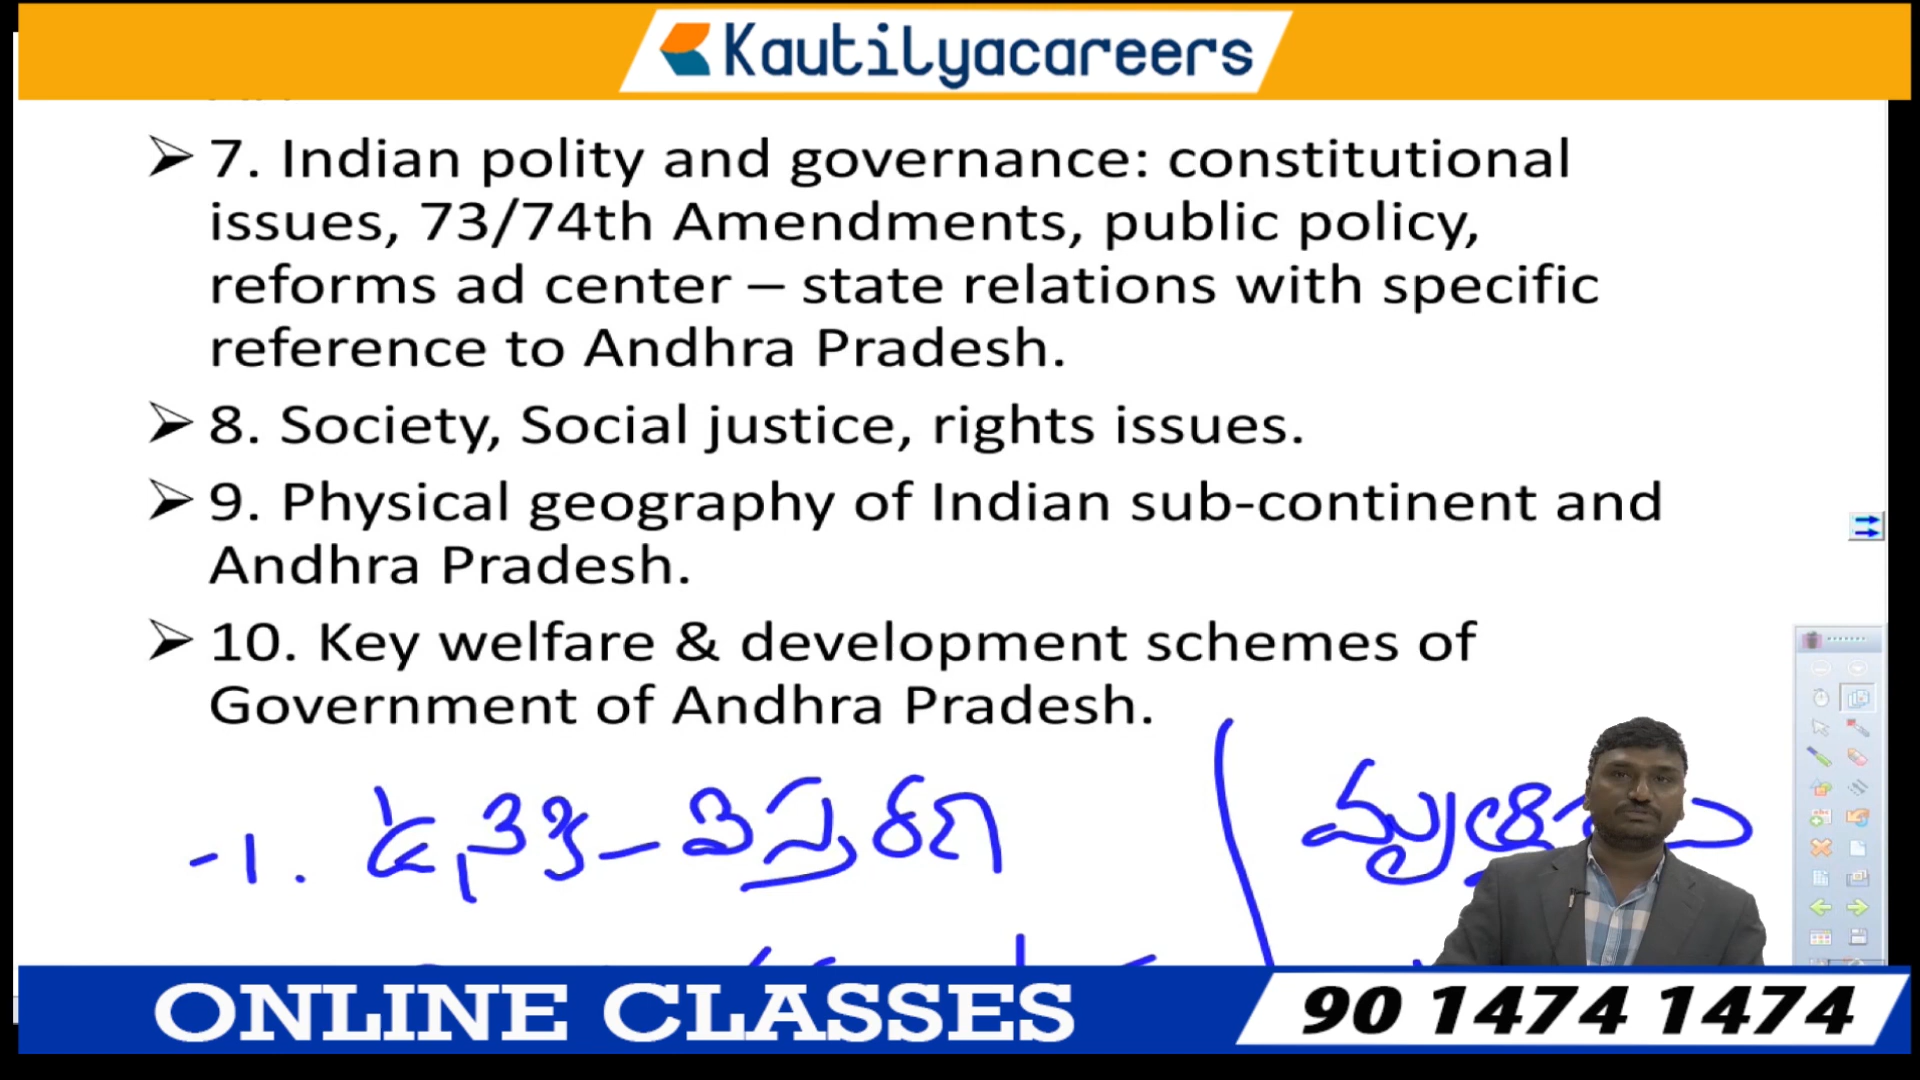 Kautilyacareers
➢ 7. Indian polity and governance: constitutional
issues, 73/74th Amendments, public policy,
reforms ad center – state relations with specific
reference to Andhra Pradesh.
➢ 8. Society, Social justice, rights issues.
➢ 9. Physical geography of Indian sub-continent and
Andhra Pradesh.
➢ 10. Key welfare & development schemes of
Government of Andhra Pradesh.
-1.
ONLINE CLASSES
90 1474 1474